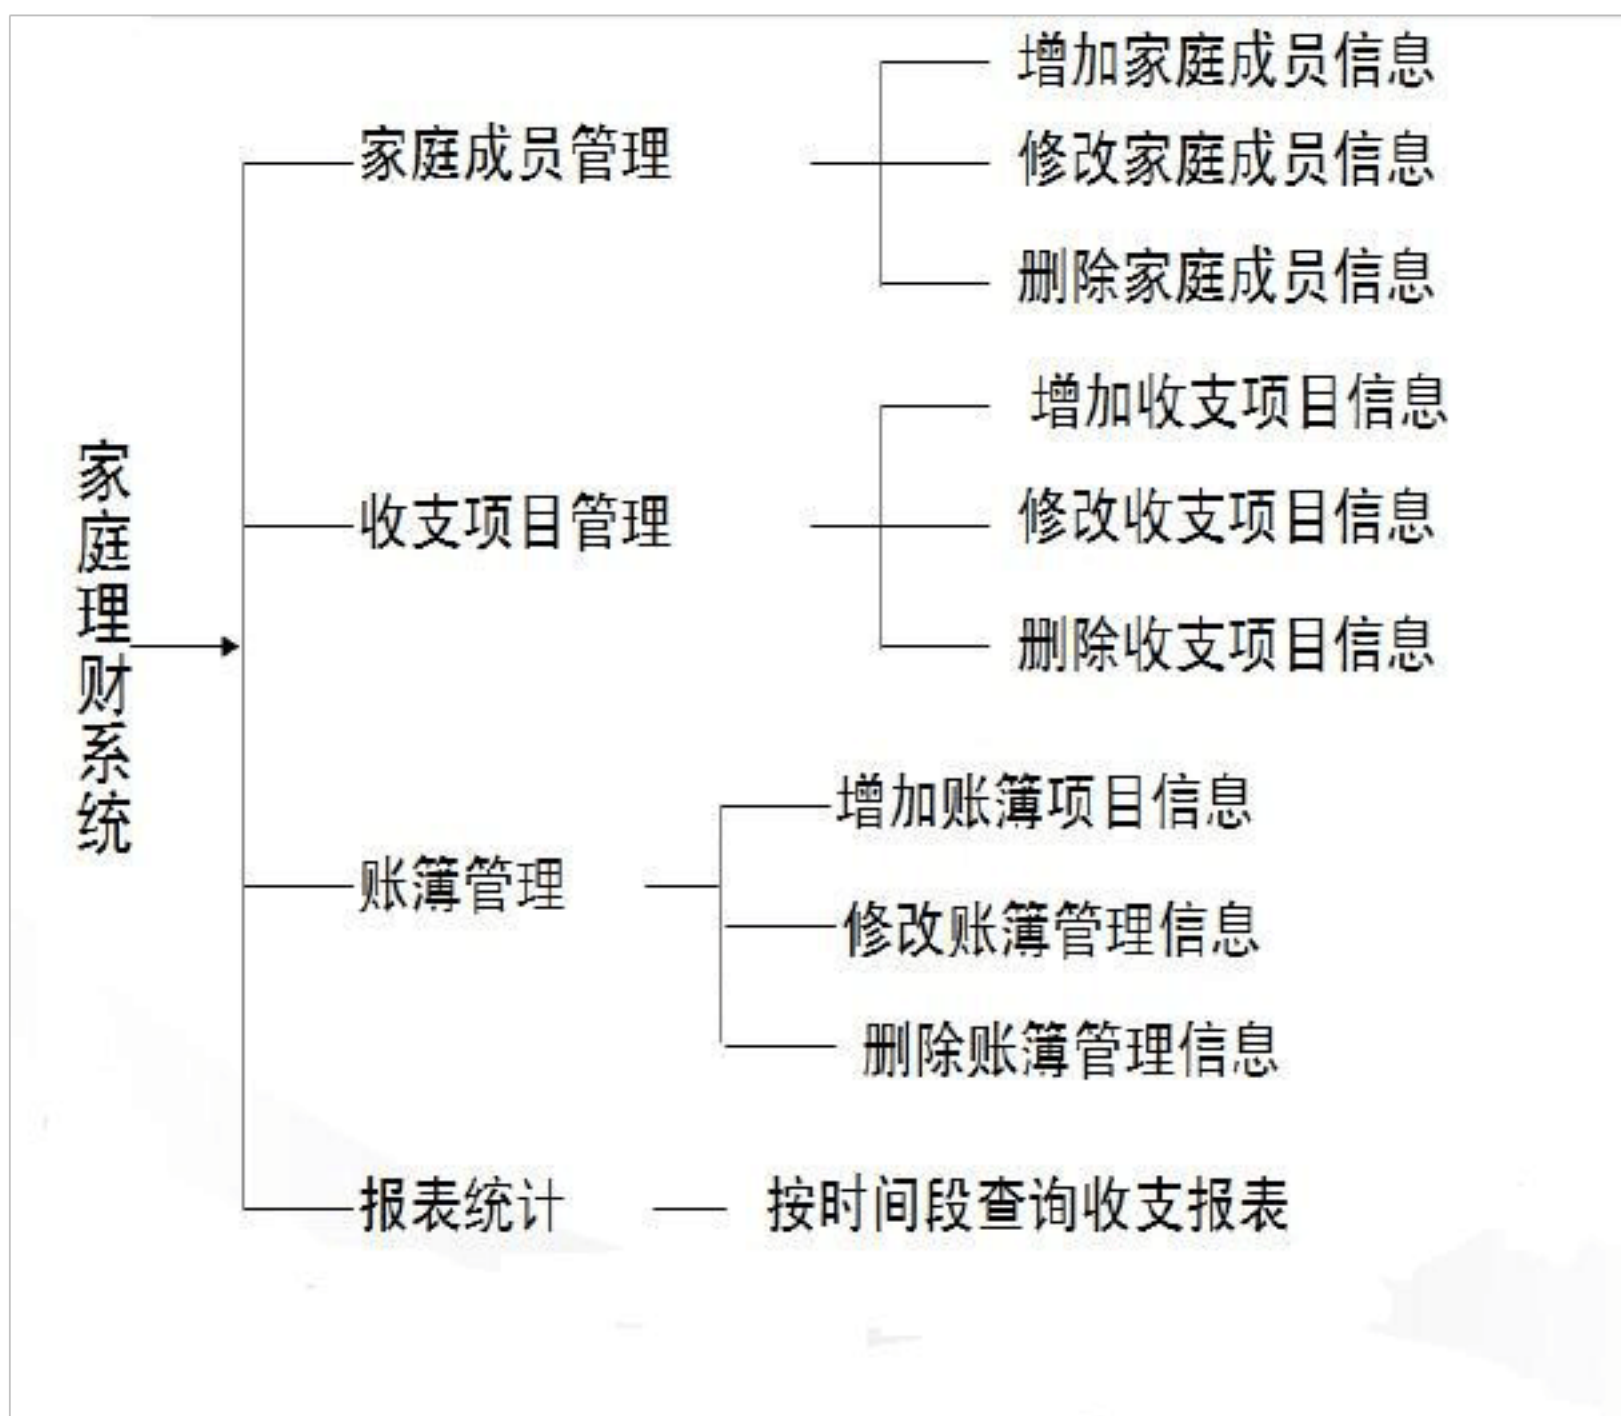 家庭理财系统
家庭成员管理
增加家庭成员信息
修改家庭成员信息
删除家庭成员信息
收支项目管理
增加收支项目信息
修改收支项目信息
删除收支项目信息
账簿管理
增加账簿项目信息
修改账簿管理信息
删除账簿管理信息
报表统计
按时间段查询收支报表